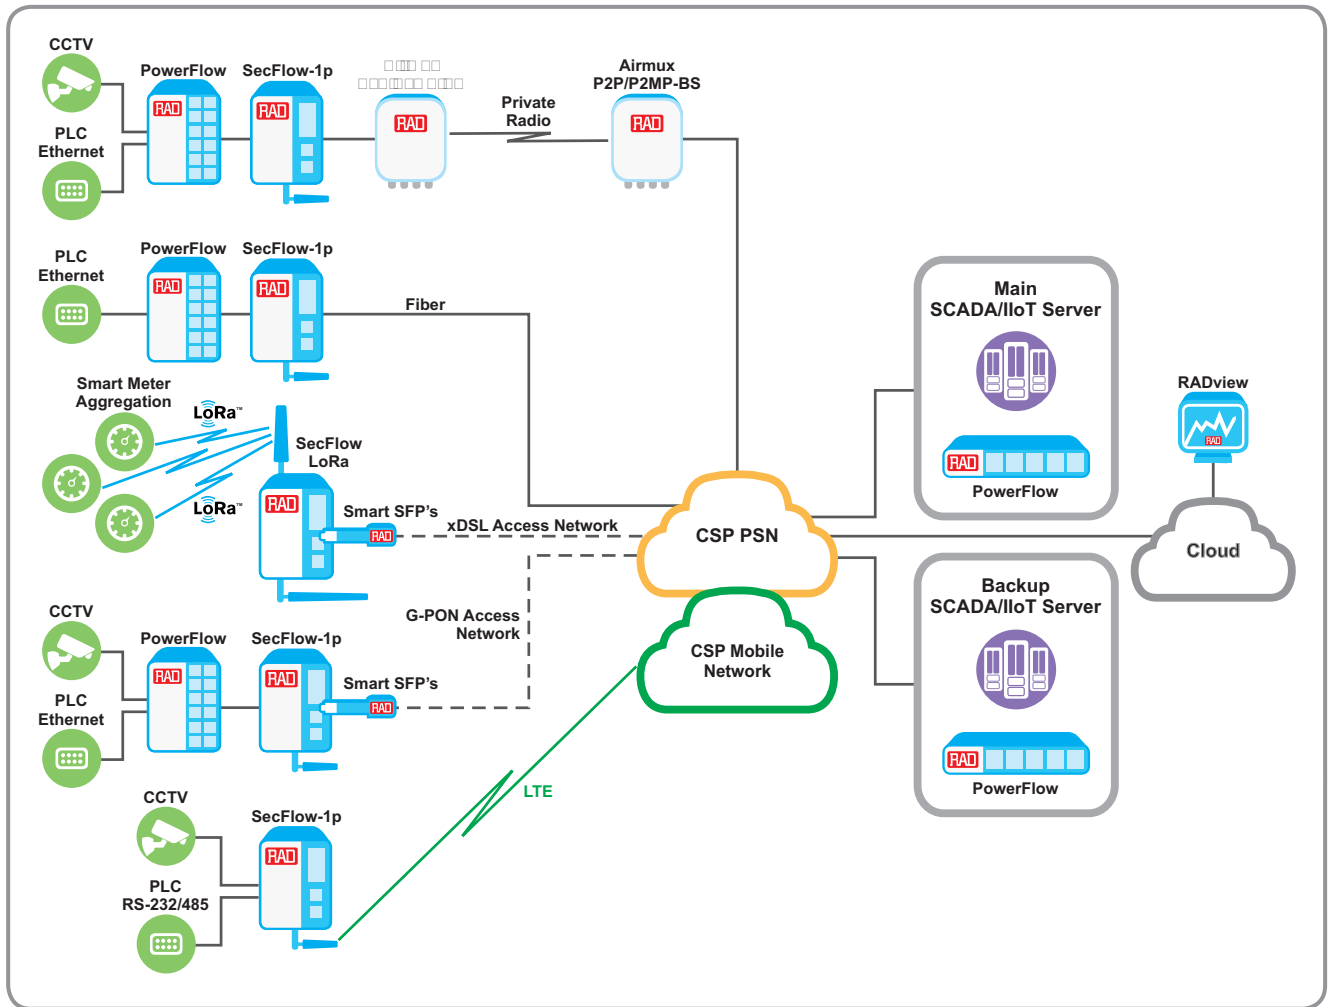 CCTV
PowerFlow
SecFlow-1p
Airmux
P2P/P2MP-BS
RAD
RAD
RAD
RAD
Private
Radio
PLC
Ethernet
PowerFlow
SecFlow-1p
PLC
Ethernet
RAD
RAD
Fiber
Smart Meter
Aggregation
LoRa™
SecFlow
LoRa
LoRa™
RAD
Smart SFP's
RAD
xDSL Access Network
G-PON Access
Network
CCTV
PowerFlow
SecFlow-1p
RAD
RAD
Smart SFP's
RAD
PLC
Ethernet
CCTV
SecFlow-1p
RAD
PLC
RS-232/485
LTE
CSP PSN
CSP Mobile
Network
Main
SCADA/IIoT Server
RAD
PowerFlow
Backup
SCADA/IIoT Server
RAD
PowerFlow
RADview
RAD
Cloud